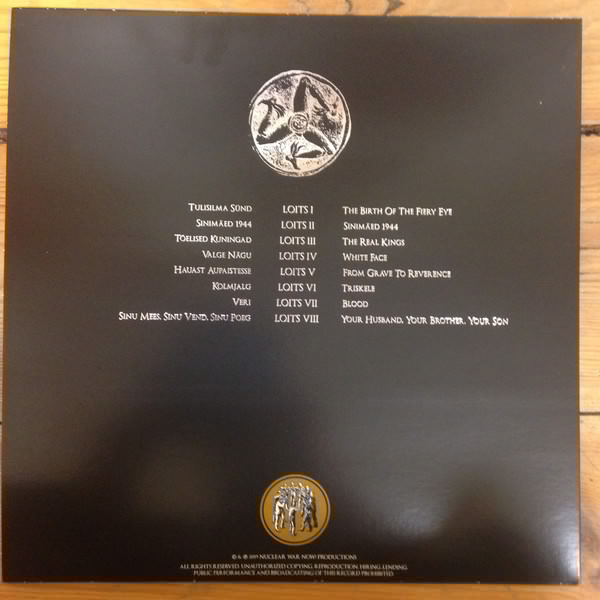 Tulisilma Sünd LOITS I The Birth Of The Fiery Eye
Sinimäed 1944 LOITS II Sinimäed 1944
Tõelised Kuningad LOITS III The Real Kings
Valge Nägu LOITS IV White Face
Hauast Aupaistesse LOITS V From Grave To Reverence
Kolmjalg LOITS VI Triskele
Veri LOITS VII Blood
Sinu Mees, Sinu Vend, Sinu Poeg LOITS VIII Your Husband, Your Brother, Your Son
© & ℗ NUCLEAR WAR NOW! PRODUCTIONS
ALL RIGHTS RESERVED. UNAUTHORIZED COPYING, REPRODUCTION, HIRING, LENDING,
PUBLIC PERFORMANCE AND BROADCASTING OF THIS RECORD PROHIBITED